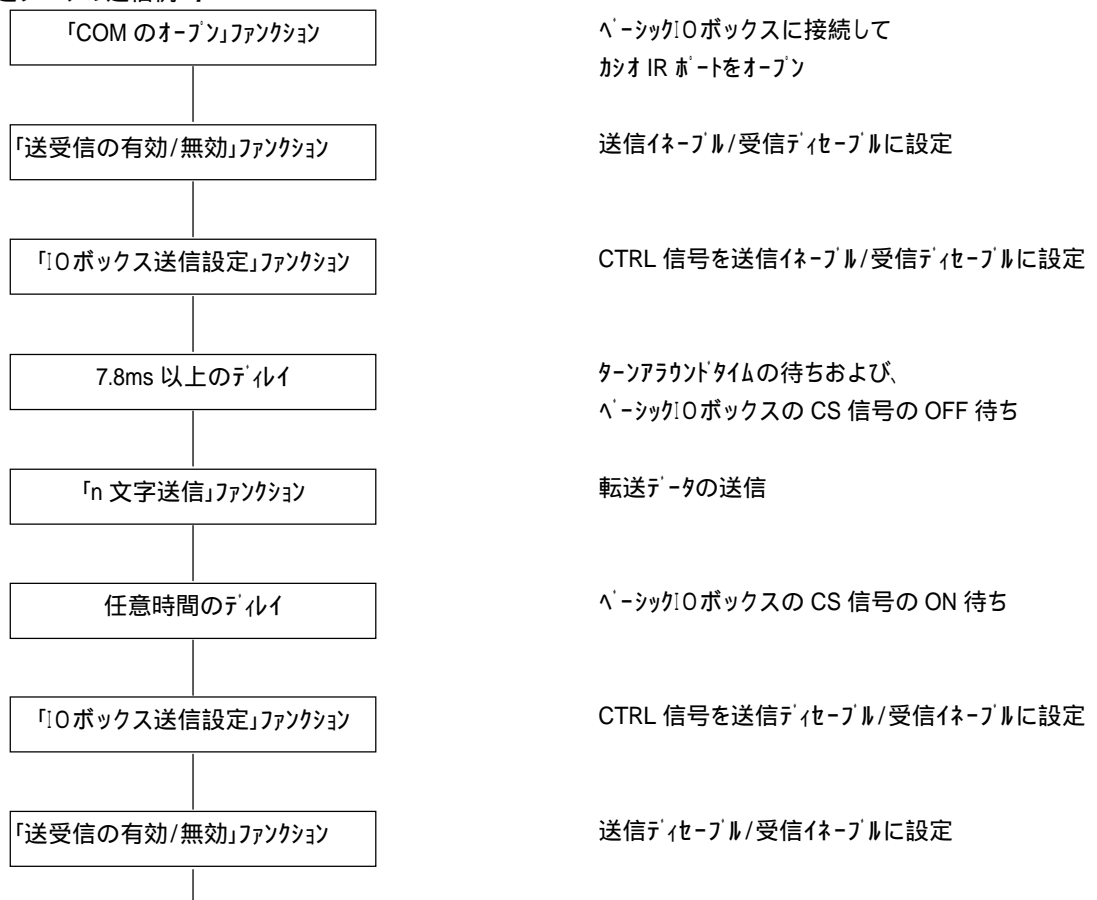 「COM のｵｰﾌﾟﾝ」ﾌｧﾝｸｼｮﾝ
ﾍﾞｰｼｯｸIOボックスに接続して
ｶｼｵ IR ﾎﾟｰﾄをｵｰﾌﾟﾝ
「送受信の有効/無効」ﾌｧﾝｸｼｮﾝ
送信ｲﾈｰﾌﾞﾙ/受信ﾃﾞｨｾｰﾌﾞﾙに設定
「IOボックス送信設定」ﾌｧﾝｸｼｮﾝ
CTRL 信号を送信ｲﾈｰﾌﾞﾙ/受信ﾃﾞｨｾｰﾌﾞﾙに設定
7.8ms 以上のﾃﾞｨﾚｲ
ﾀｰﾝｱﾗｳﾝﾄﾞﾀｲﾑの待ちおよび、
ﾍﾞｰｼｯｸIOボックスの CS 信号の OFF 待ち
「n 文字送信」ﾌｧﾝｸｼｮﾝ
転送ﾃﾞｰﾀの送信
任意時間のﾃﾞｨﾚｲ
ﾍﾞｰｼｯｸIOボックスの CS 信号の ON 待ち
「IOボックス送信設定」ﾌｧﾝｸｼｮﾝ
CTRL 信号を送信ﾃﾞｨｾｰﾌﾞﾙ/受信ｲﾈｰﾌﾞﾙに設定
「送受信の有効/無効」ﾌｧﾝｸｼｮﾝ
送信ﾃﾞｨｾｰﾌﾞﾙ/受信ｲﾈｰﾌﾞﾙに設定